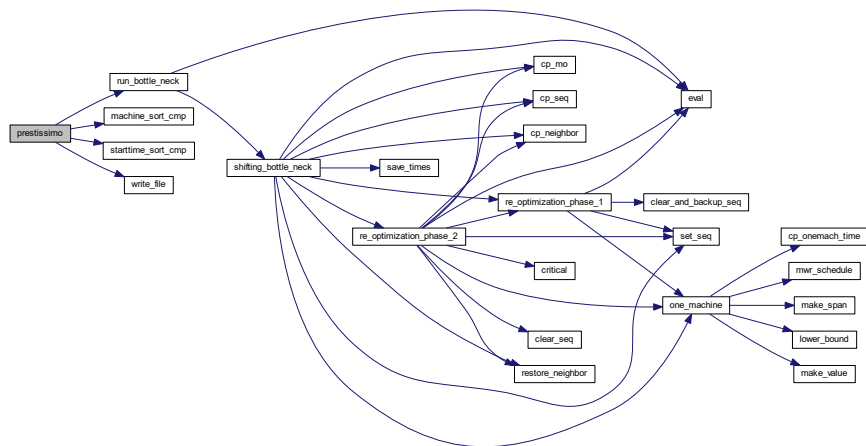 prestissimo
run_bottle_neck
machine_sort_cmp
starttime_sort_cmp
write_file
shifting_bottle_neck
save_times
re_optimization_phase_2
cp_mo
cp_seq
cp_neighbor
re_optimization_phase_1
critical
clear_seq
restore_neighbor
eval
clear_and_backup_seq
set_seq
one_machine
cp_onemach_time
mwr_schedule
make_span
lower_bound
make_value